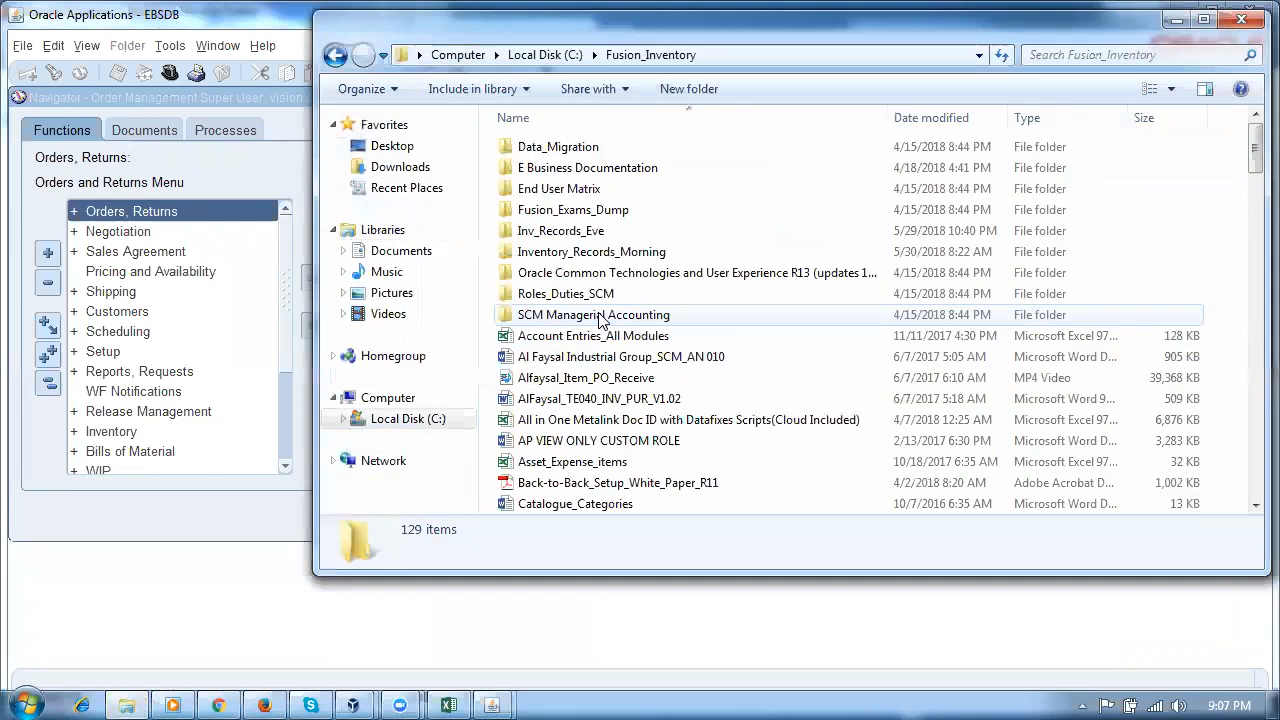 Oracle Applications - EBSDB
File Edit View Folder Tools Window Help
Navigator - Order Management Super User, Vision
Functions Documents Processes
Orders, Returns:
Orders and Returns Menu
+ Orders, Returns
+ Negotiation
+ Sales Agreement
Pricing and Availability
+ Shipping
+ Customers
+ Scheduling
+ Setup
+ Reports, Requests
WF Notifications
+ Release Management
+ Inventory
+ Bills of Material
+ WIP
Computer Local Disk (C:) Fusion_Inventory
Search Fusion_Inventory
Organize Include in library Share with New folder
Favorites
Desktop
Downloads
Recent Places
Libraries
Documents
Music
Pictures
Videos
Homegroup
Computer
Local Disk (C:)
Network
Name Date modified Type Size
Data_Migration 4/15/2018 8:44 PM File folder
E Business Documentation 4/18/2018 4:41 PM File folder
End User Matrix 4/15/2018 8:44 PM File folder
Fusion_Exams_Dump 4/15/2018 8:44 PM File folder
Inv_Records_Eve 5/29/2018 10:40 PM File folder
Inventory_Records_Morning 5/30/2018 8:22 AM File folder
Oracle Common Technologies and User Experience R13 (updates 1... 4/15/2018 8:44 PM File folder
Roles_Duties_SCM 4/15/2018 8:44 PM File folder
SCM Managerial Accounting 4/15/2018 8:44 PM File folder
Account Entries_All Modules 11/11/2017 4:30 PM Microsoft Excel 97... 128 KB
Al Faysal Industrial Group_SCM_AN 010 6/7/2017 5:05 AM Microsoft Word D... 905 KB
Alfaysal_Item_PO_Receive 6/7/2017 6:10 AM MP4 Video 39,368 KB
AlFaysal_TE040_INV_PUR_V1.02 6/7/2017 5:18 AM Microsoft Word 9... 509 KB
All in One Metalink Doc ID with Datafixes Scripts(Cloud Included) 4/7/2018 12:25 AM Microsoft Excel 97... 6,876 KB
AP VIEW ONLY CUSTOM ROLE 2/13/2017 6:30 PM Microsoft Word D... 3,283 KB
Asset_Expense_items 10/18/2017 6:35 AM Microsoft Excel 97... 32 KB
Back-to-Back_Setup_White_Paper_R11 4/2/2018 8:20 AM Adobe Acrobat D... 1,002 KB
Catalogue_Categories 10/7/2016 6:35 AM Microsoft Word D... 13 KB
129 items
9:07 PM